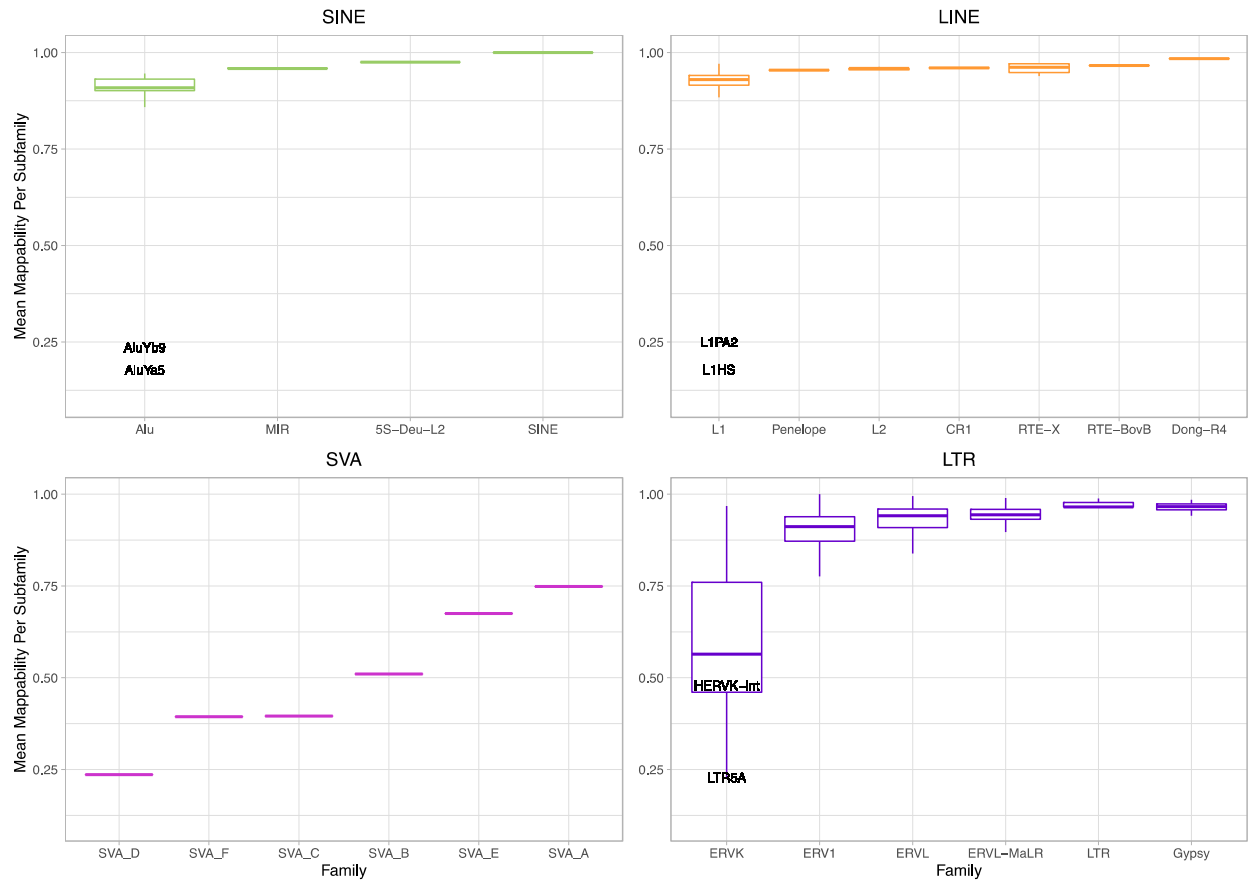 SINE
LINE
Mean Mappability Per Subfamily
1.00
0.75
0.50
0.25
AluYb9
AluYa5
Alu
MIR
5S−Deu−L2
SINE
1.00
0.75
0.50
0.25
L1PA2
L1HS
L1
Penelope
L2
CR1
RTE−X
RTE−BovB
Dong−R4
SVA
LTR
Mean Mappability Per Subfamily
1.00
0.75
0.50
0.25
SVA_D
SVA_F
SVA_C
SVA_B
SVA_E
SVA_A
Family
1.00
0.75
0.50
0.25
HERVK−int
LTR5A
ERVK
ERV1
ERVL
ERVL−MaLR
LTR
Gypsy
Family